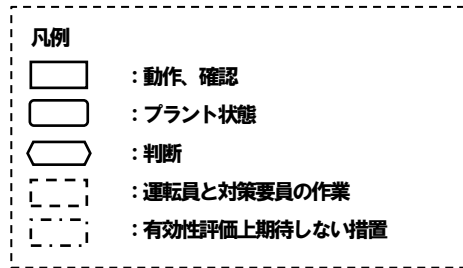 凡例
：動作、確認
：プラント状態
：判断
：運転員と対策要員の作業
：有効性評価上期待しない措置